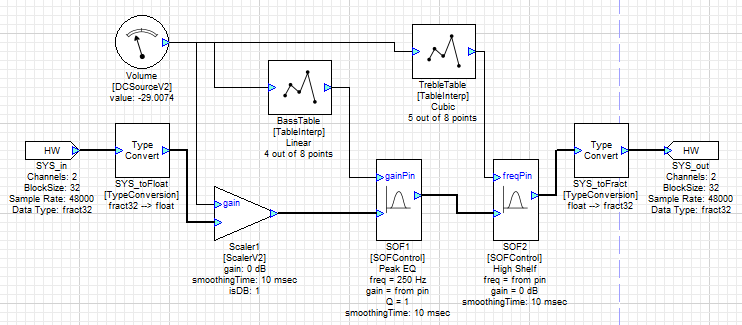 Volume
[DCSourceV2]
value: -29.0074
TrebleTable
[TableInterp]
Cubic
5 out of 8 points
BassTable
[TableInterp]
Linear
4 out of 8 points
HW
SYS_in
Channels: 2
BlockSize: 32
Sample Rate: 48000
Data Type: fract32
Type
Convert
SYS_toFloat
[TypeConversion]
fract32 --> float
gain
Scaler1
[ScalerV2]
gain: 0 dB
smoothingTime: 10 msec
isDB: 1
gainPin
SOF1
[SOFControl]
Peak EQ
freq = 250 Hz
gain = from pin
Q = 1
smoothingTime: 10 msec
freqPin
SOF2
[SOFControl]
High Shelf
freq = from pin
gain = 0 dB
smoothingTime: 10 msec
Type
Convert
SYS_toFract
[TypeConversion]
float --> fract32
HW
SYS_out
Channels: 2
BlockSize: 32
Sample Rate: 48000
Data Type: fract32